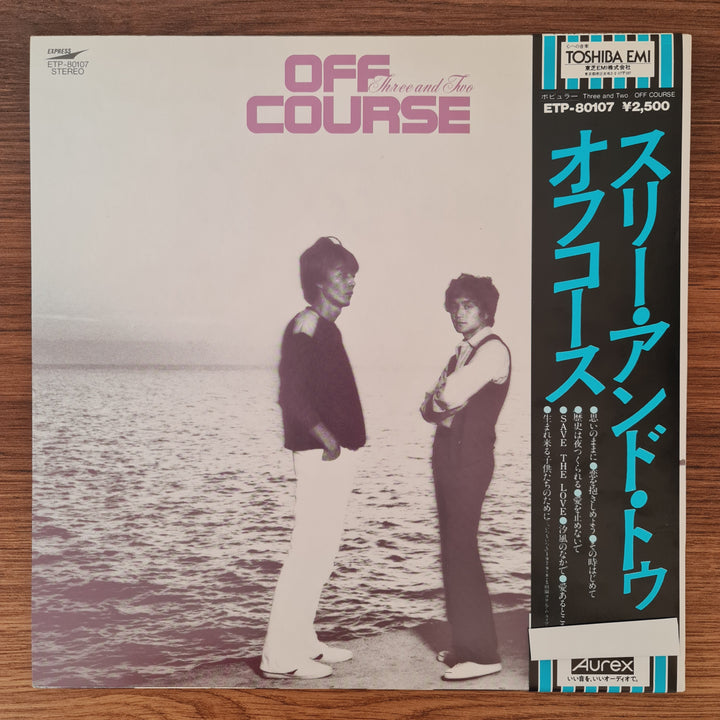 EXPRESS
ETP-80107
STEREO
OFF
Three and Two
COURSE
心への音楽
TOSHIBA EMI
東芝EMI株式会社
ポピュラー Three and Two OFF COURSE
ETP-80107 ¥2,500
スリー・アンド・トゥ
オフコース
●思いのままに●恋を抱きしめよう●その時はじめて
●歴史は夜つくられる●愛を止めないで
●SAVE THE LOVE●汐風のなかで●愛あるところ
●生まれ来る子供たちのために
Aurex
いい音を、いいオーディオで。